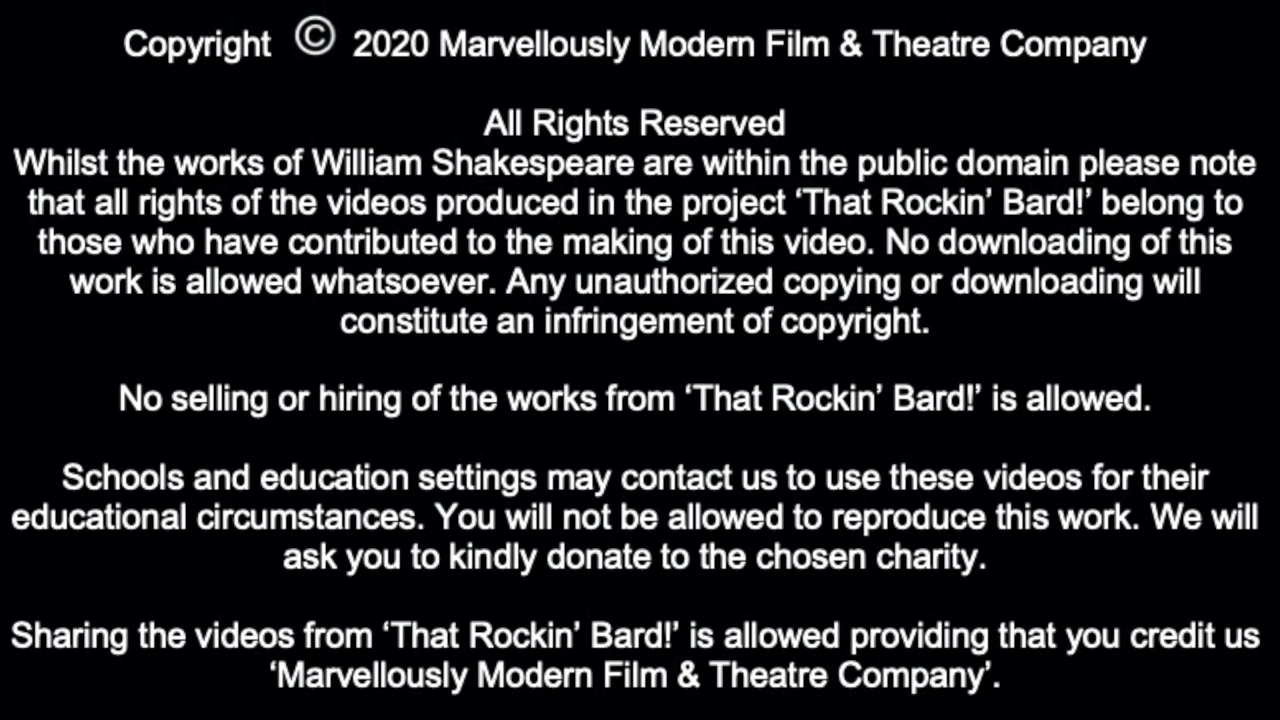 Copyright © 2020 Marvellously Modern Film & Theatre Company
All Rights Reserved
Whilst the works of William Shakespeare are within the public domain please note
that all rights of the videos produced in the project ‘That Rockin’ Bard!’ belong to
those who have contributed to the making of this video. No downloading of this
work is allowed whatsoever. Any unauthorized copying or downloading will
constitute an infringement of copyright.
No selling or hiring of the works from ‘That Rockin’ Bard!’ is allowed.
Schools and education settings may contact us to use these videos for their
educational circumstances. You will not be allowed to reproduce this work. We will
ask you to kindly donate to the chosen charity.
Sharing the videos from ‘That Rockin’ Bard!’ is allowed providing that you credit us
‘Marvellously Modern Film & Theatre Company’.